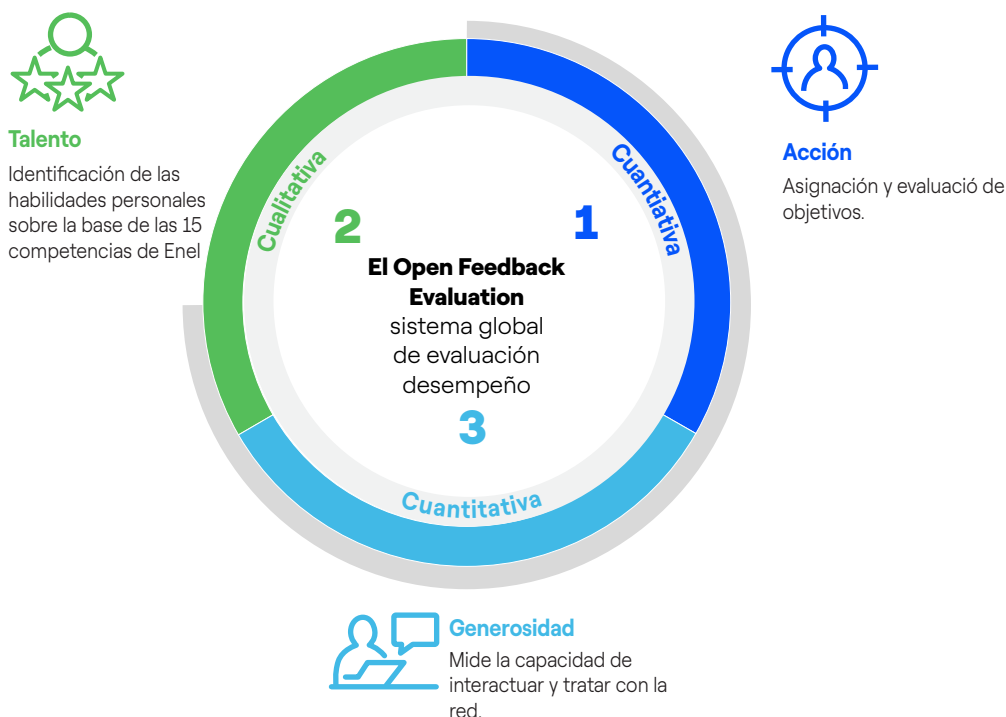 Talento
Identificación de las
habilidades personales
sobre la base de las 15
competencias de Enel
Cualitativa
2
Cuantiativa
1
Acción
Asignación y evaluació de
objetivos.
El Open Feedback
Evaluation
sistema global
de evaluación
desempeño
3
Cuantitativa
Generosidad
Mide la capacidad de
interactuar y tratar con la
red.